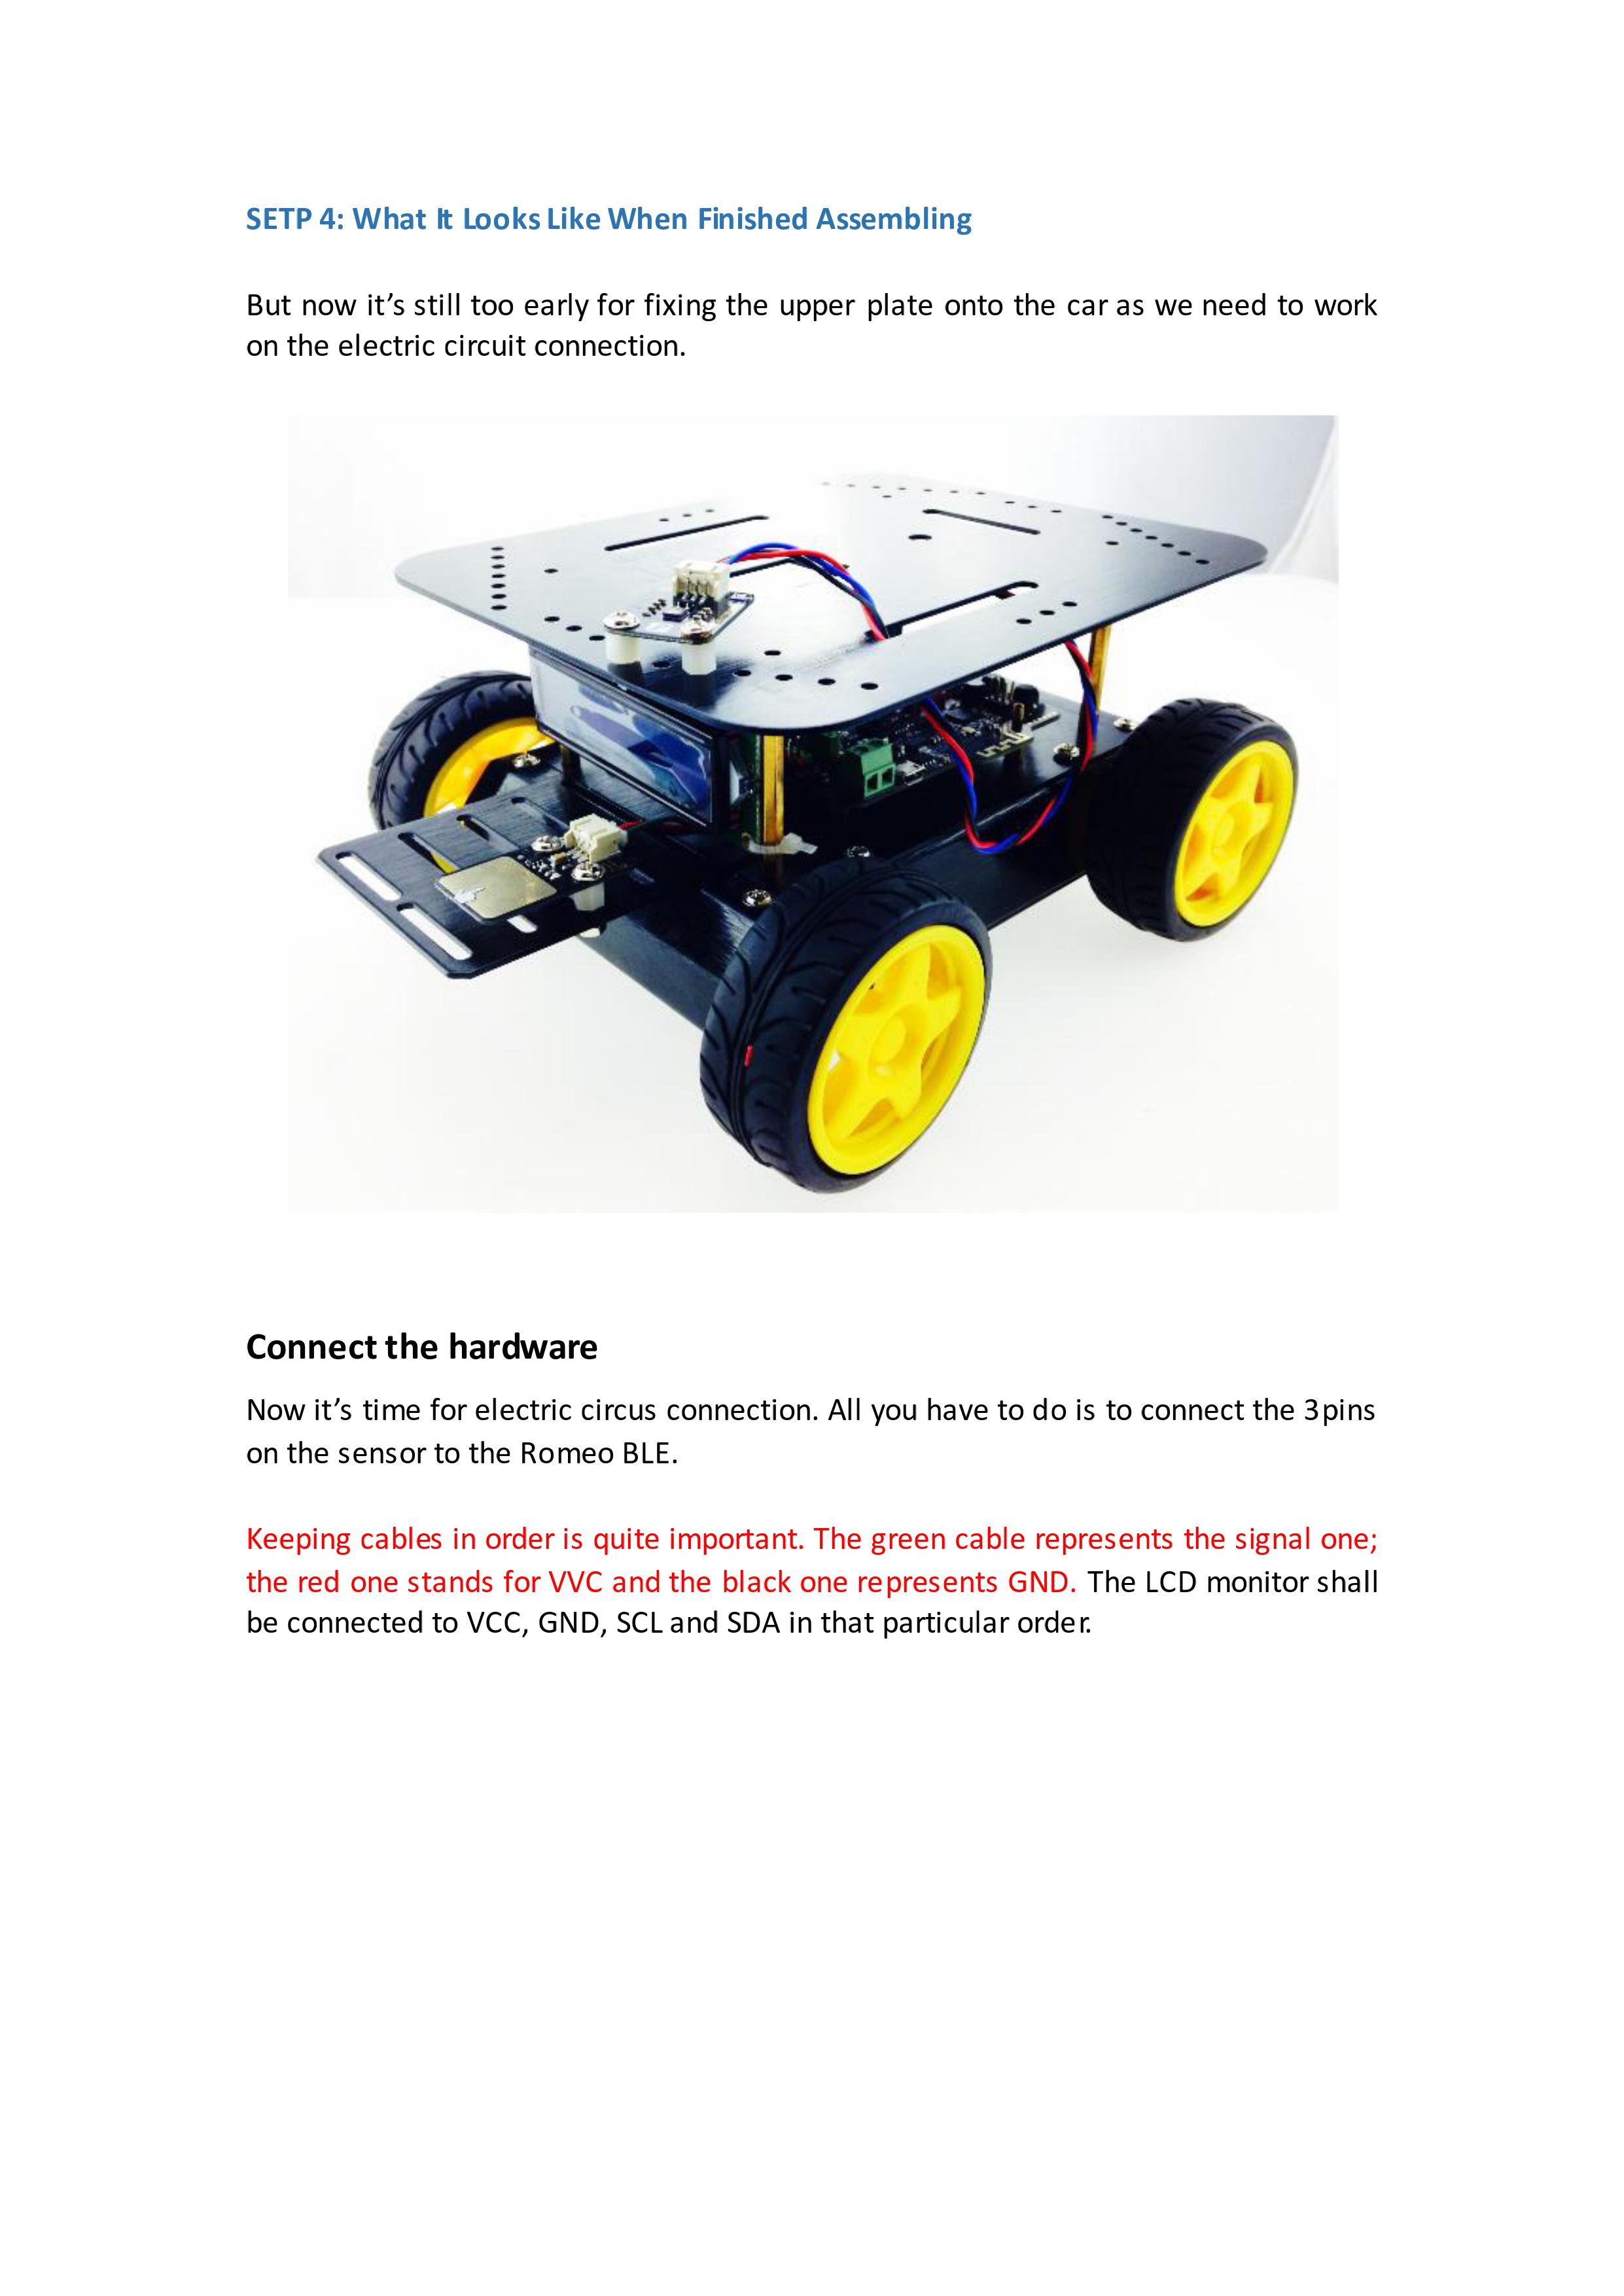 SETP 4: What It Looks Like When Finished Assembling
But now it’s still too early for fixing the upper plate onto the car as we need to work
on the electric circuit connection.
Connect the hardware
Now it’s time for electric circus connection. All you have to do is to connect the 3pins
on the sensor to the Romeo BLE.
Keeping cables in order is quite important. The green cable represents the signal one;
the red one stands for VVC and the black one represents GND. The LCD monitor shall
be connected to VCC, GND, SCL and SDA in that particular order.